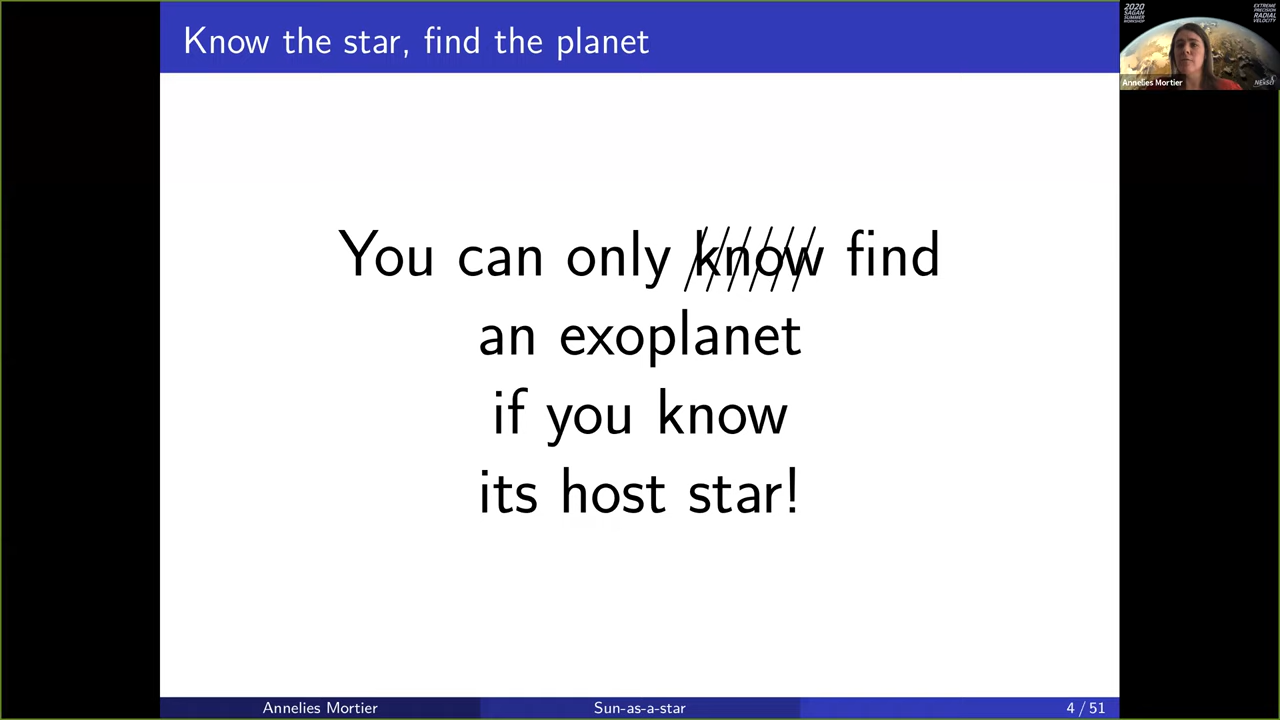 Know the star, find the planet
2020
SAGAN
SUMMER
WORKSHOP
EXTREME
PRECISION
RADIAL
VELOCITY
Annelies Mortier
NExScI
You can only know find
an exoplanet
if you know
its host star!
Annelies Mortier
Sun-as-a-star
4 / 51